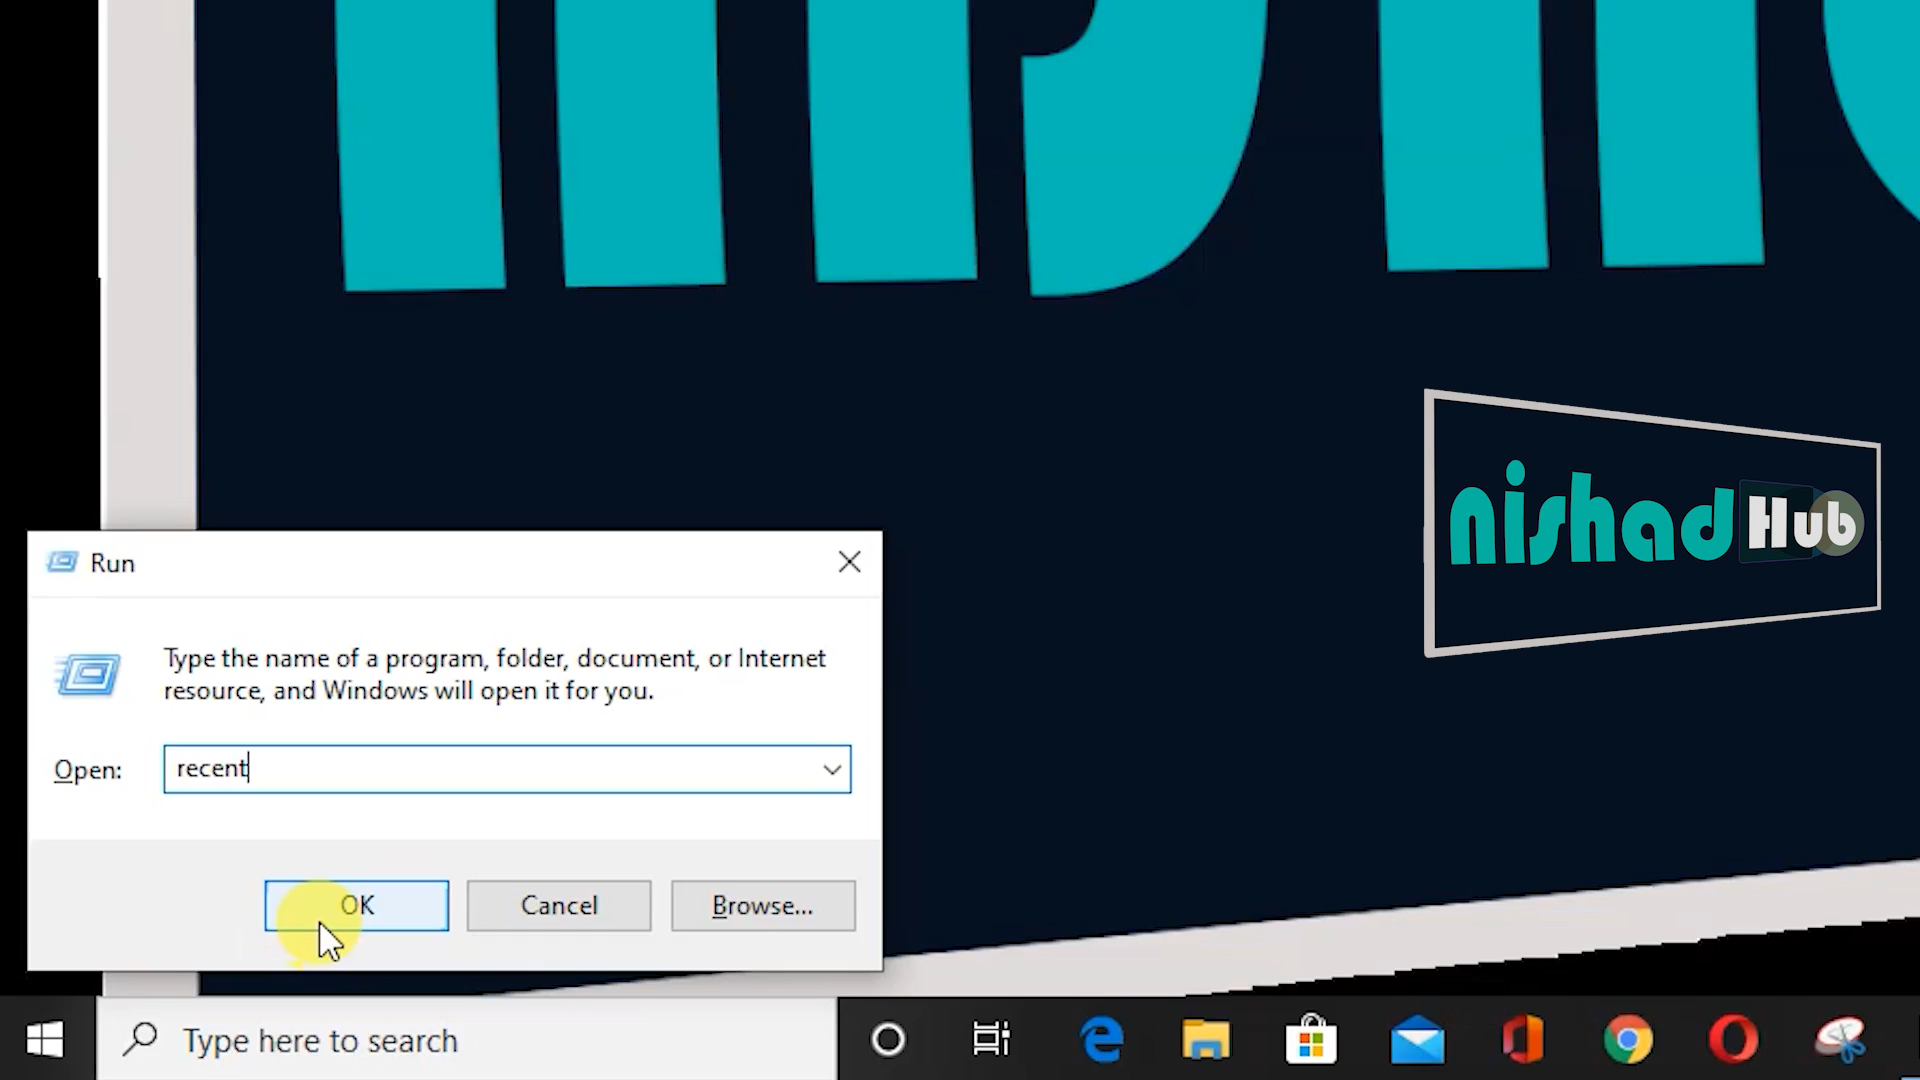 nishad Hub
Run
Type the name of a program, folder, document, or Internet
resource, and Windows will open it for you.
Open:
recent
OK
Cancel
Browse...
Type here to search